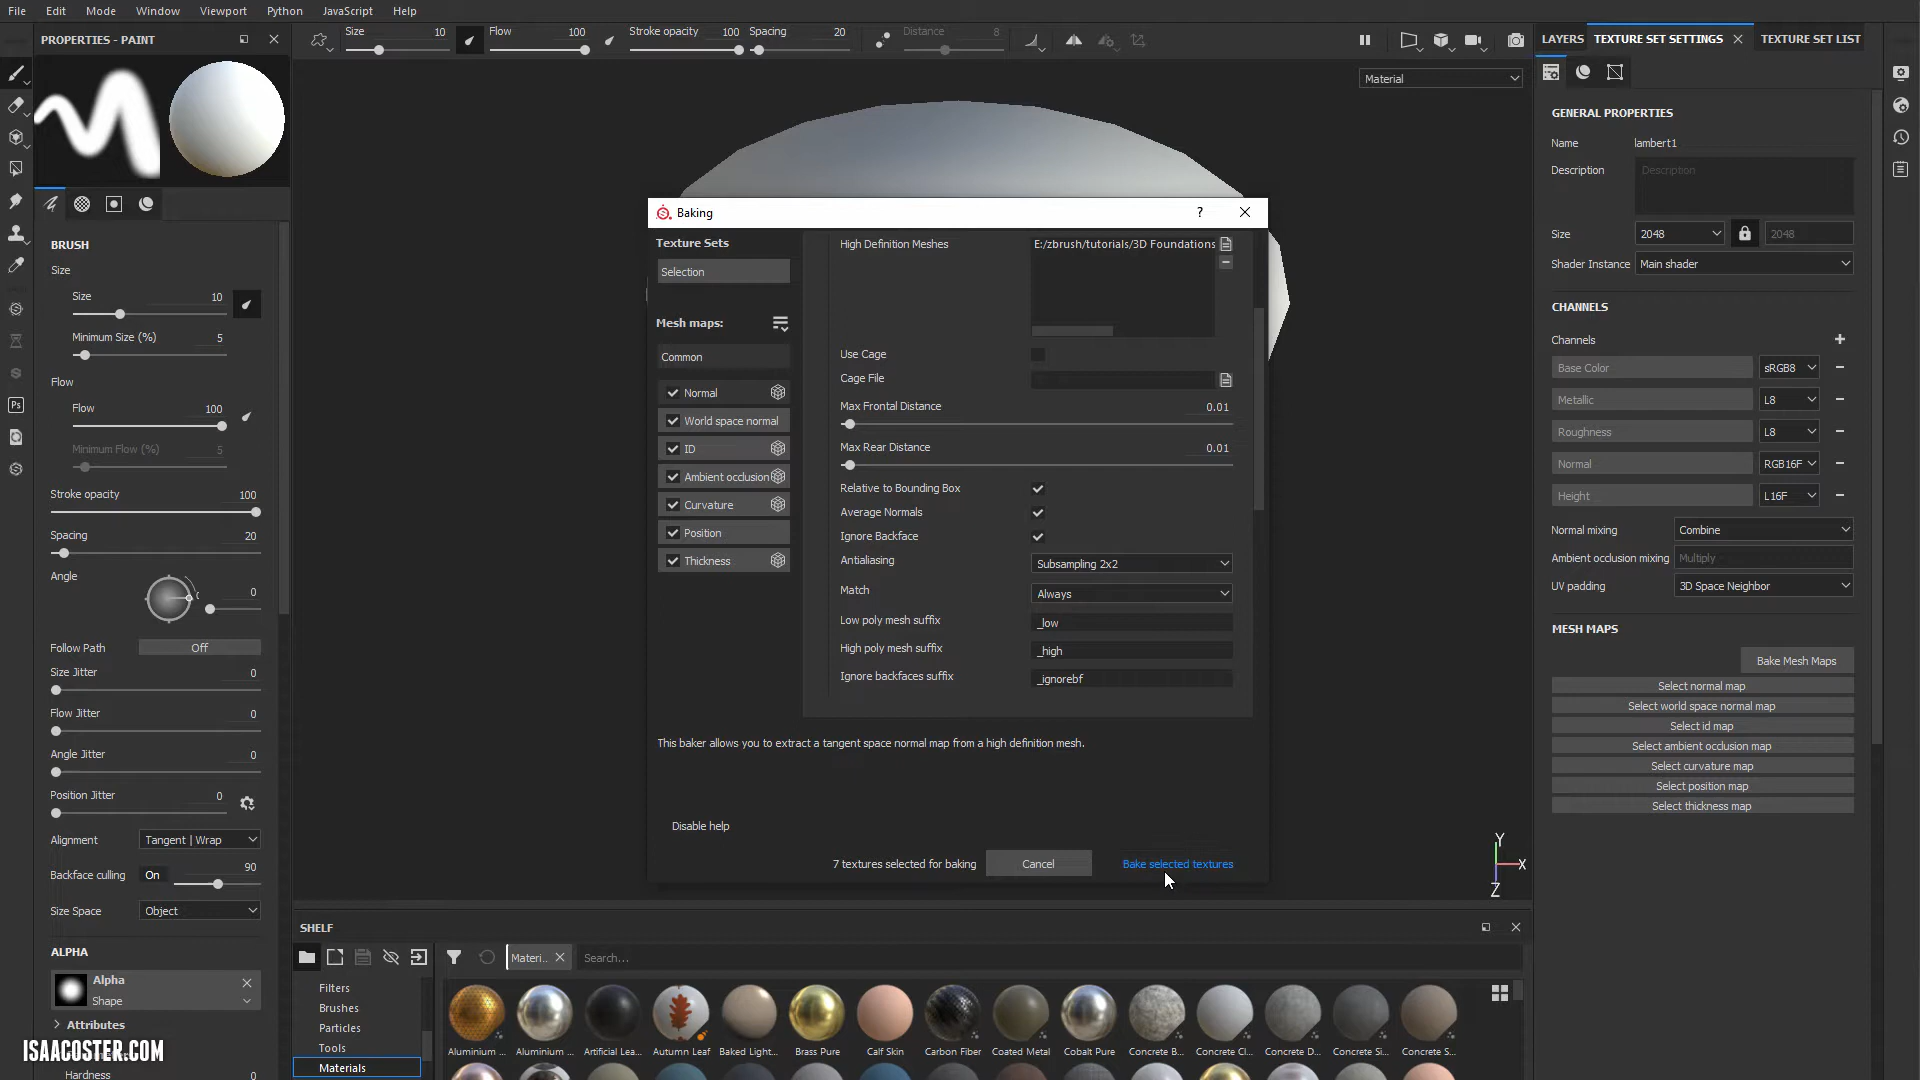 File Edit Mode Window Viewport Python JavaScript Help
PROPERTIES - PAINT
Size 10 Flow 100 Stroke opacity 100 Spacing 20 Distance 8
LAYERS TEXTURE SET SETTINGS TEXTURE SET LIST
Material
BRUSH
Size
Size 10
Minimum Size (%) 5
Flow
Flow 100
Minimum Flow (%) 5
Stroke opacity 100
Spacing 20
Angle 0
Follow Path Off
Size Jitter 0
Flow Jitter 0
Angle Jitter 0
Position Jitter 0
Alignment Tangent | Wrap
Backface culling On 90
Size Space Object
ALPHA
Alpha
Shape
Attributes
Hardness 0
ISAACOSTER.COM
Ps
Baking ?
Texture Sets
Selection
Mesh maps:
Common
Normal
World space normal
ID
Ambient occlusion
Curvature
Position
Thickness
High Definition Meshes E:/zbrush/tutorials/3D Foundations
Use Cage
Cage File
Max Frontal Distance 0.01
Max Rear Distance 0.01
Relative to Bounding Box
Average Normals
Ignore Backface
Antialiasing Subsampling 2x2
Match Always
Low poly mesh suffix _low
High poly mesh suffix _high
Ignore backfaces suffix _ignorebf
This baker allows you to extract a tangent space normal map from a high definition mesh.
Disable help
7 textures selected for baking Cancel Bake selected textures
Y
X
Z
GENERAL PROPERTIES
Name lambert1
Description Description
Size 2048 2048
Shader Instance Main shader
CHANNELS
Channels
Base Color sRGB8
Metallic L8
Roughness L8
Normal RGB16F
Height L16F
Normal mixing Combine
Ambient occlusion mixing Multiply
UV padding 3D Space Neighbor
MESH MAPS
Bake Mesh Maps
Select normal map
Select world space normal map
Select id map
Select ambient occlusion map
Select curvature map
Select position map
Select thickness map
SHELF
Materi... Search...
Filters
Brushes
Particles
Tools
Materials
Aluminium ... Aluminium ... Artificial Lea... Autumn Leaf Baked Light... Brass Pure Calf Skin Carbon Fiber Coated Metal Cobalt Pure Concrete B... Concrete Cl... Concrete D... Concrete Si... Concrete S...